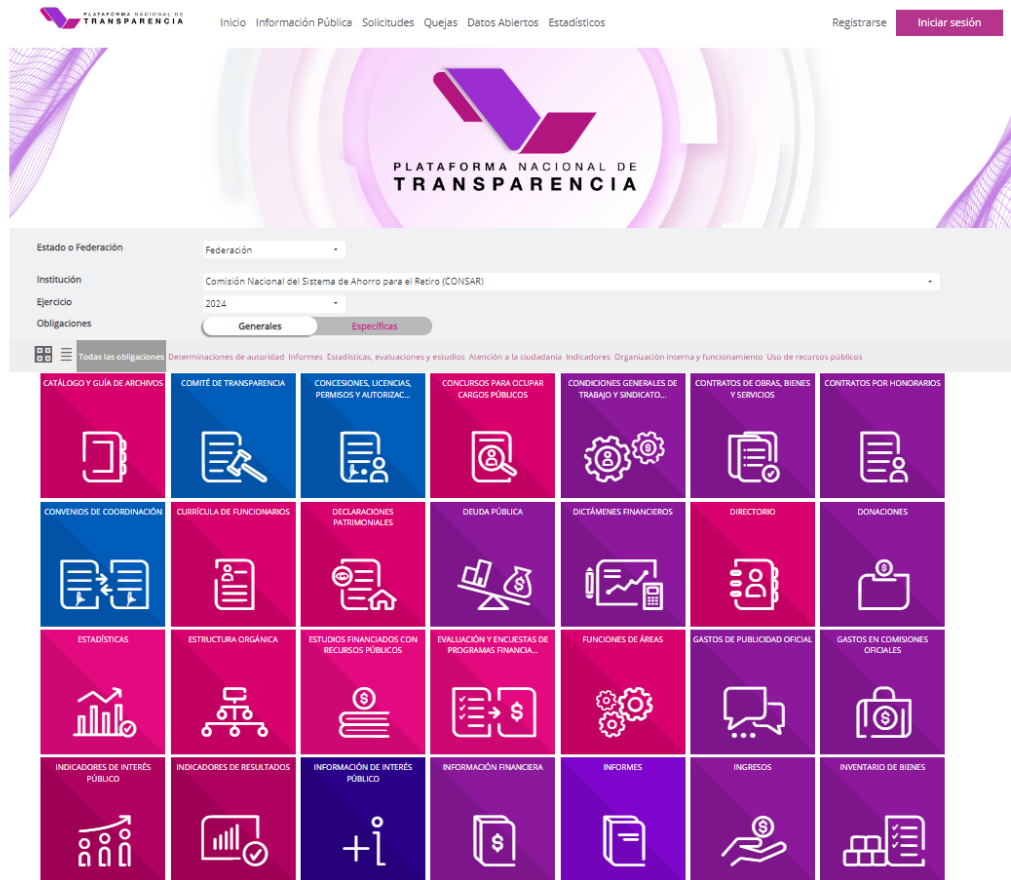 PLATAFORMA NACIONAL DE
TRANSPARENCIA
Inicio Información Pública Solicitudes Quejas Datos Abiertos Estadísticos
Registrarse Iniciar sesión
PLATAFORMA NACIONAL DE
TRANSPARENCIA
Estado o Federación Federación
Institución Comisión Nacional del Sistema de Ahorro para el Retiro (CONSAR)
Ejercicio 2024
Obligaciones Generales Específicas
Todas las obligaciones Determinaciones de autoridad Informes Estadísticas, evaluaciones y estudios Atención a la ciudadanía Indicadores Organización interna y funcionamiento Uso de recursos públicos
CATÁLOGO Y GUÍA DE ARCHIVOS
COMITÉ DE TRANSPARENCIA
CONCESIONES, LICENCIAS,
PERMISOS Y AUTORIZAC...
CONCURSOS PARA OCUPAR
CARGOS PÚBLICOS
CONDICIONES GENERALES DE
TRABAJO Y SINDICATO...
CONTRATOS DE OBRAS, BIENES
Y SERVICIOS
CONTRATOS POR HONORARIOS
CONVENIOS DE COORDINACIÓN
CURRÍCULA DE FUNCIONARIOS
DECLARACIONES
PATRIMONIALES
DEUDA PÚBLICA
DICTÁMENES FINANCIEROS
DIRECTORIO
DONACIONES
ESTADÍSTICAS
ESTRUCTURA ORGÁNICA
ESTUDIOS FINANCIADOS CON
RECURSOS PÚBLICOS
EVALUACIÓN Y ENCUESTAS DE
PROGRAMAS FINANCIA...
FUNCIONES DE ÁREAS
GASTOS DE PUBLICIDAD OFICIAL
GASTOS EN COMISIONES
OFICIALES
INDICADORES DE INTERÉS
PÚBLICO
INDICADORES DE RESULTADOS
INFORMACIÓN DE INTERÉS
PÚBLICO
INFORMACIÓN FINANCIERA
INFORMES
INGRESOS
INVENTARIO DE BIENES